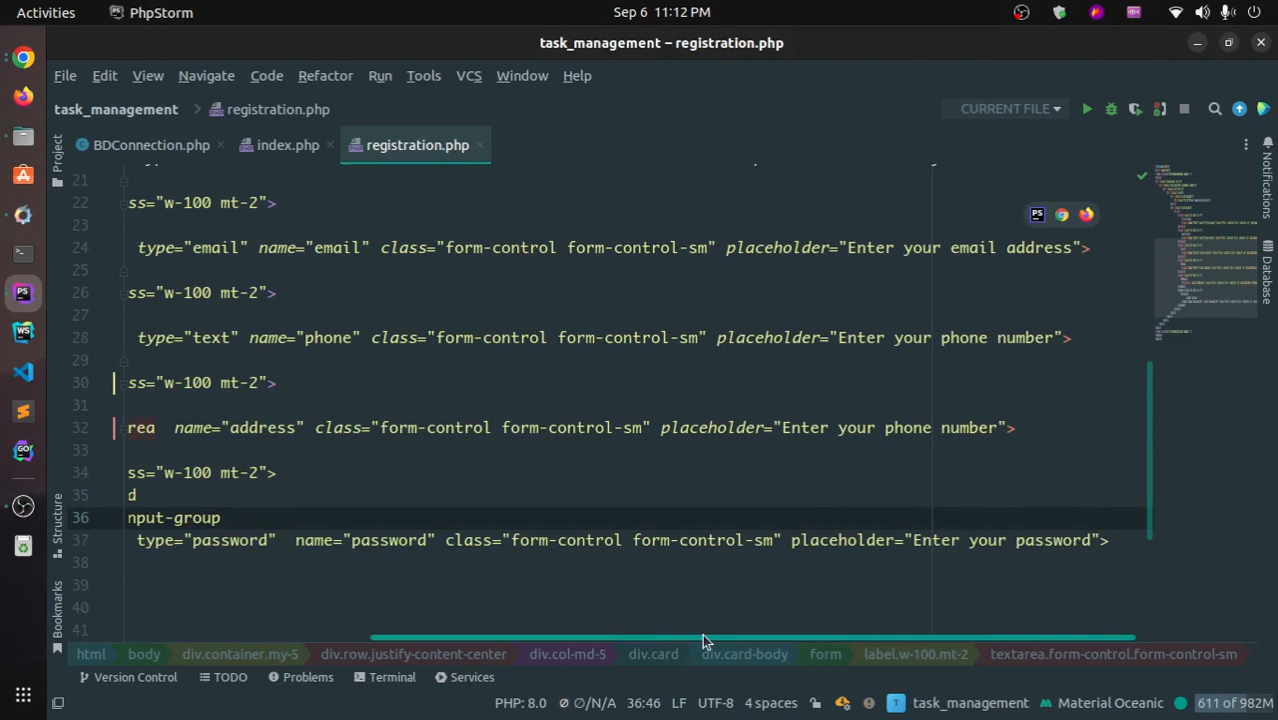 Activities PhpStorm Sep 6 11:12 PM
task_management – registration.php
File Edit View Navigate Code Refactor Run Tools VCS Window Help
task_management registration.php CURRENT FILE
Project BDConnection.php index.php registration.php
Notifications
Database
Structure
Bookmarks
21
22 ss="w-100 mt-2">
23
24 type="email" name="email" class="form-control form-control-sm" placeholder="Enter your email address">
25
26 ss="w-100 mt-2">
27
28 type="text" name="phone" class="form-control form-control-sm" placeholder="Enter your phone number">
29
30 ss="w-100 mt-2">
31
32 rea name="address" class="form-control form-control-sm" placeholder="Enter your phone number">
33
34 ss="w-100 mt-2">
35 d
36 nput-group
37 type="password" name="password" class="form-control form-control-sm" placeholder="Enter your password">
38
39
40
41
html body div.container.my-5 div.row.justify-content-center div.col-md-5 div.card div.card-body form label.w-100.mt-2 textarea.form-control.form-control-sm
Version Control TODO Problems Terminal Services
PHP: 8.0 ∅/N/A 36:46 LF UTF-8 4 spaces T task_management Material Oceanic 611 of 982M